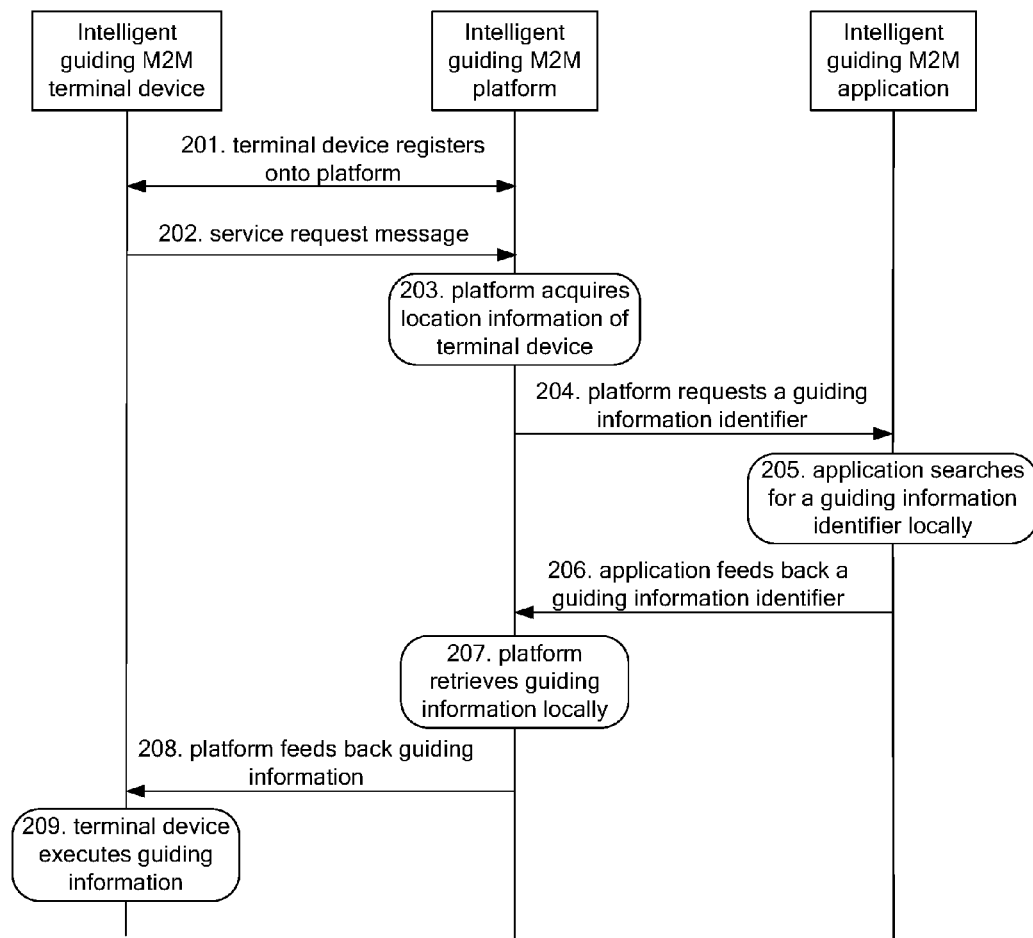 Intelligent
guiding M2M
terminal device
Intelligent
guiding M2M
platform
Intelligent
guiding M2M
application
201. terminal device registers
onto platform
202. service request message
203. platform acquires
location information of
terminal device
204. platform requests a guiding
information identifier
205. application searches
for a guiding information
identifier locally
206. application feeds back a
guiding information identifier
207. platform
retrieves guiding
information locally
208. platform feeds back guiding
information
209. terminal device
executes guiding
information